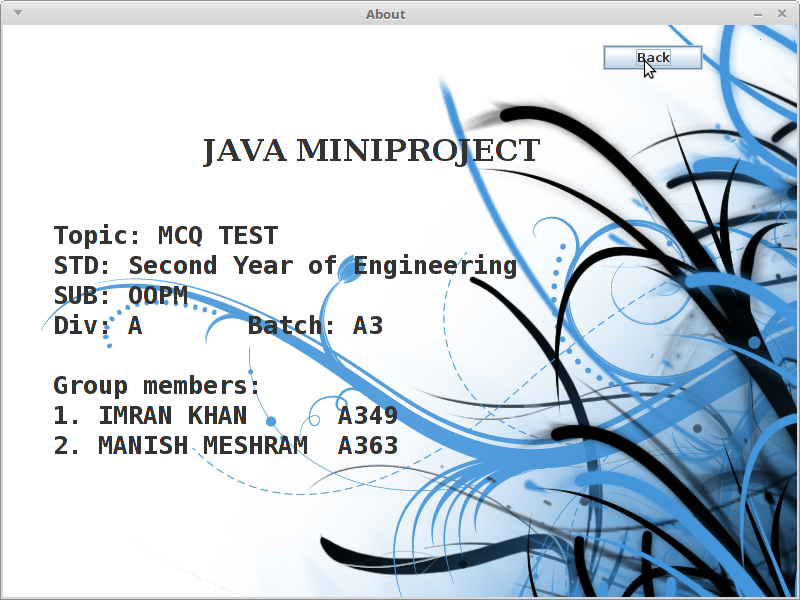 About
Back
JAVA MINIPROJECT
Topic: MCQ TEST
STD: Second Year of Engineering
SUB: OOPM
Div: A Batch: A3
Group members:
1. IMRAN KHAN A349
2. MANISH MESHRAM A363